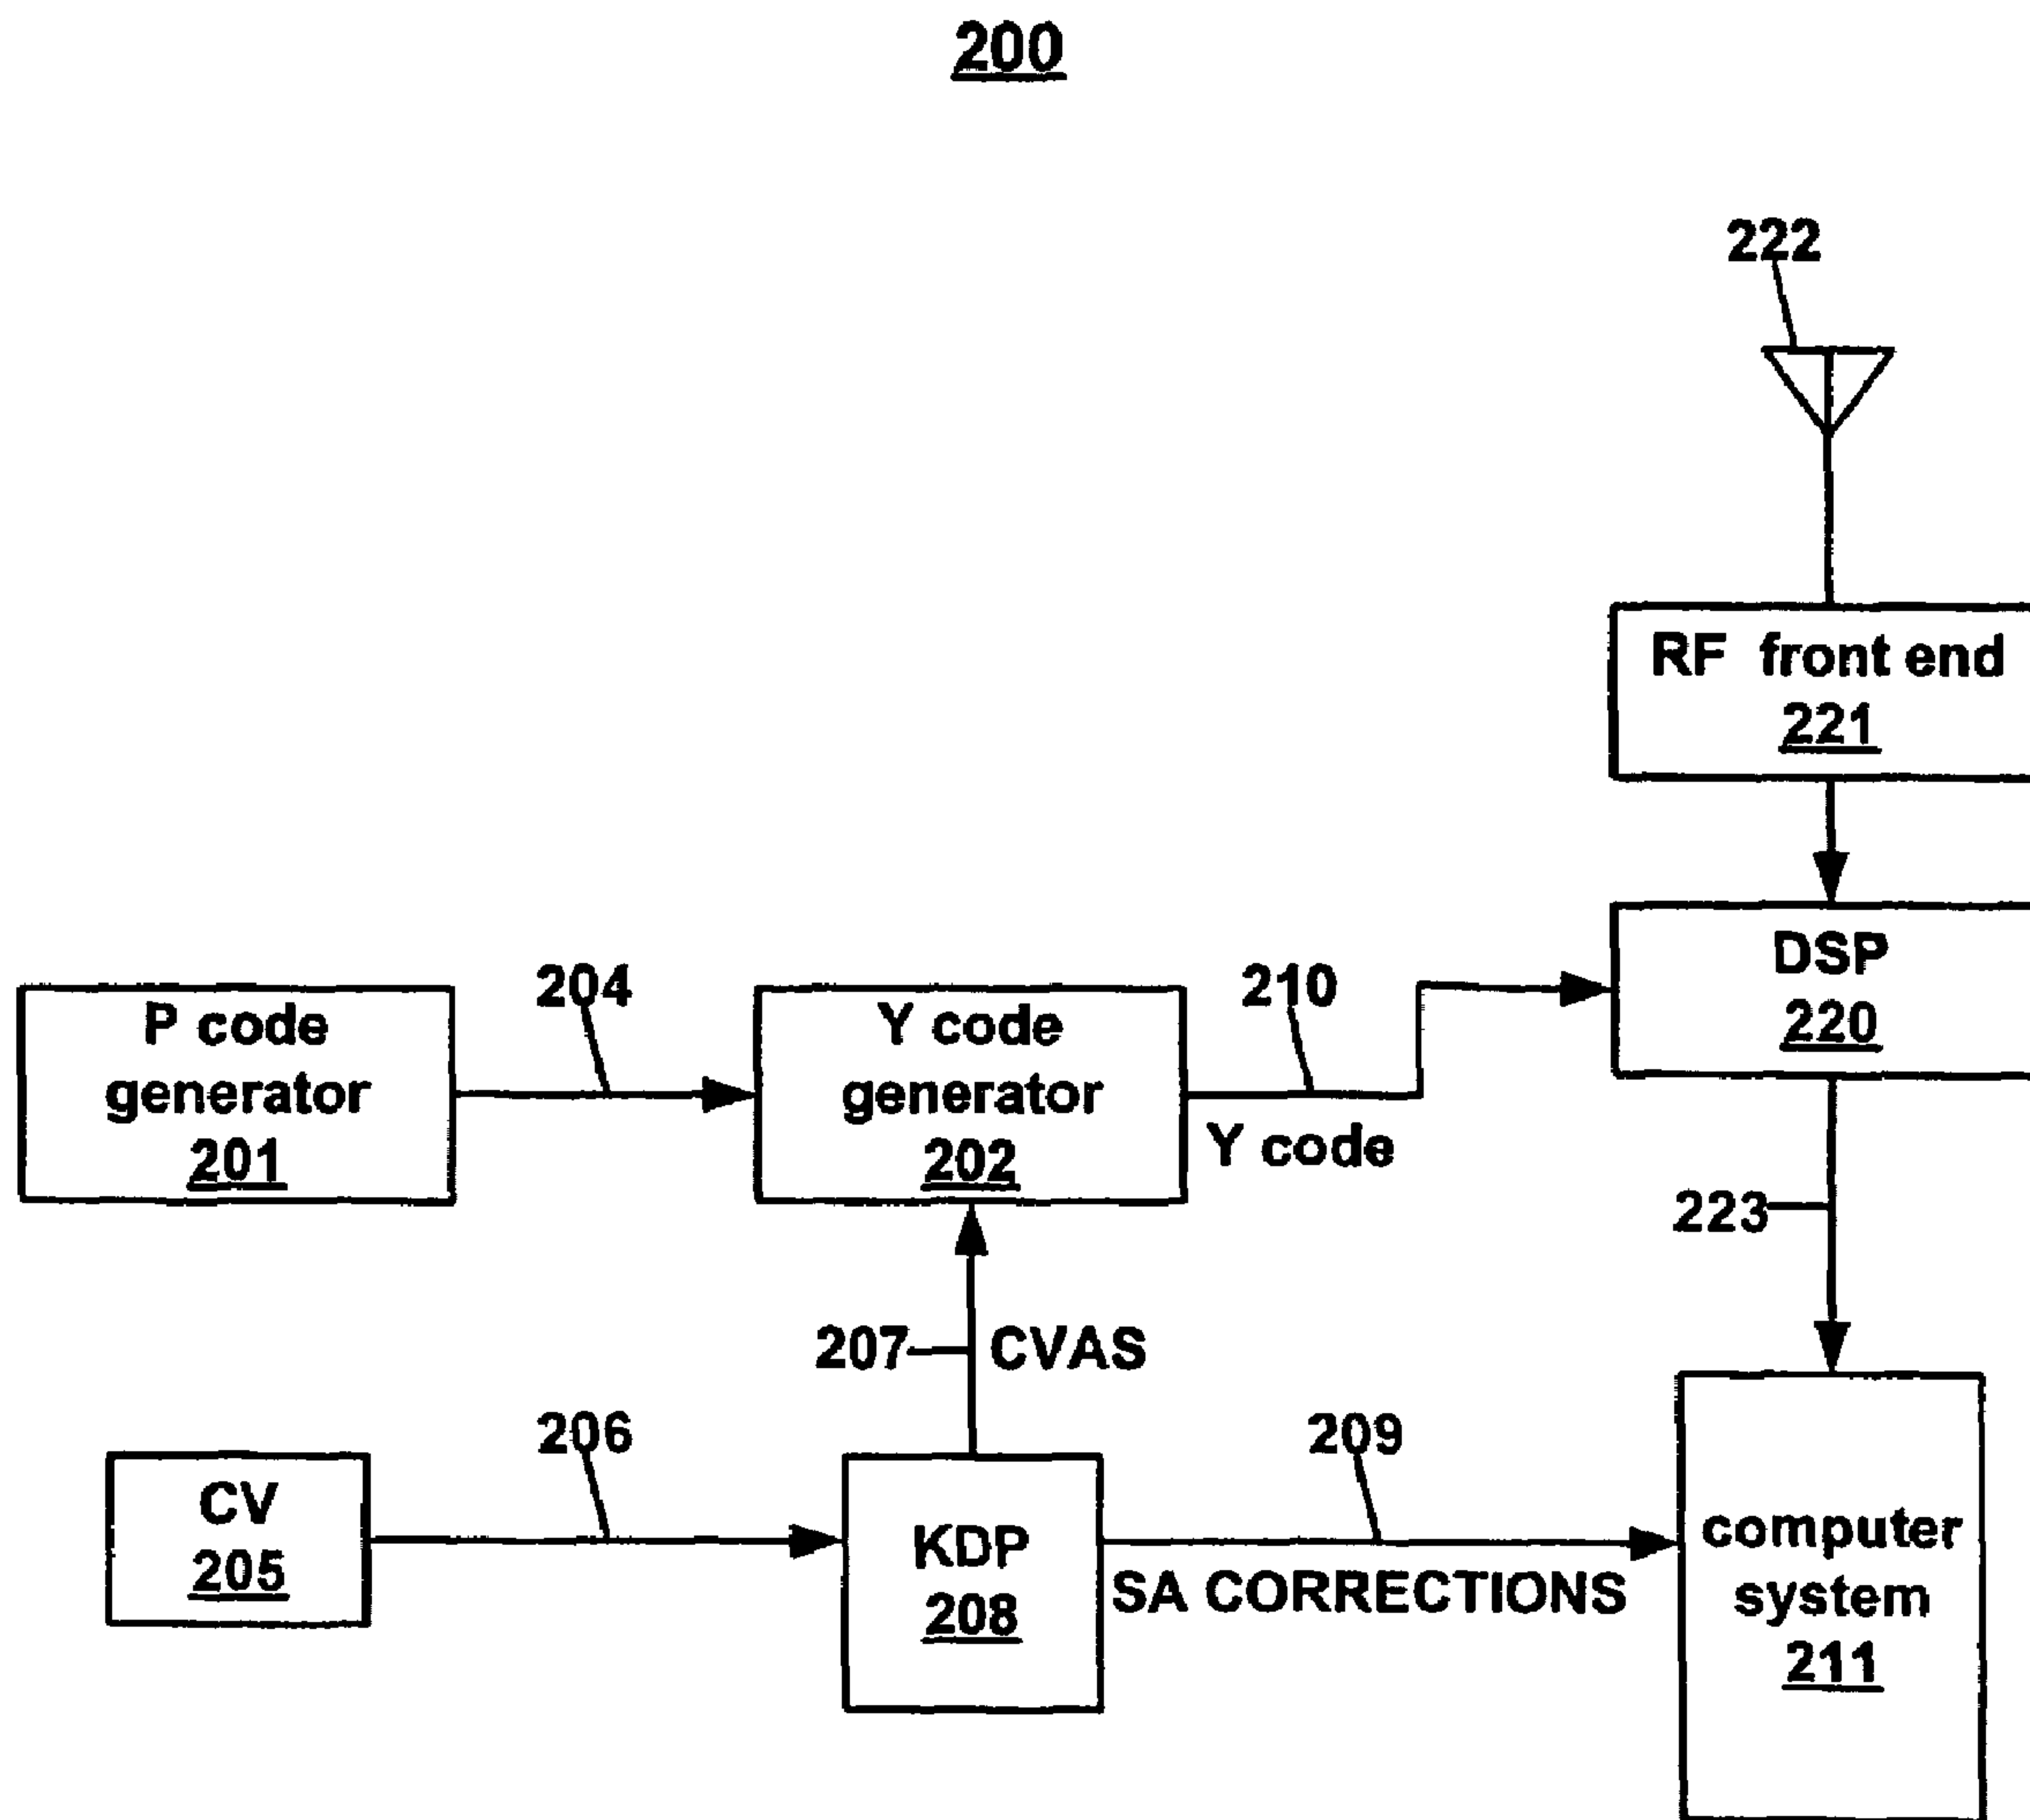 200
222
RF front end
221
DSP
220
204
210
P code
generator
201
Y code
generator
202
Y code
223
207
CVAS
206
209
CV
205
KDP
208
SA CORRECTIONS
computer
system
211